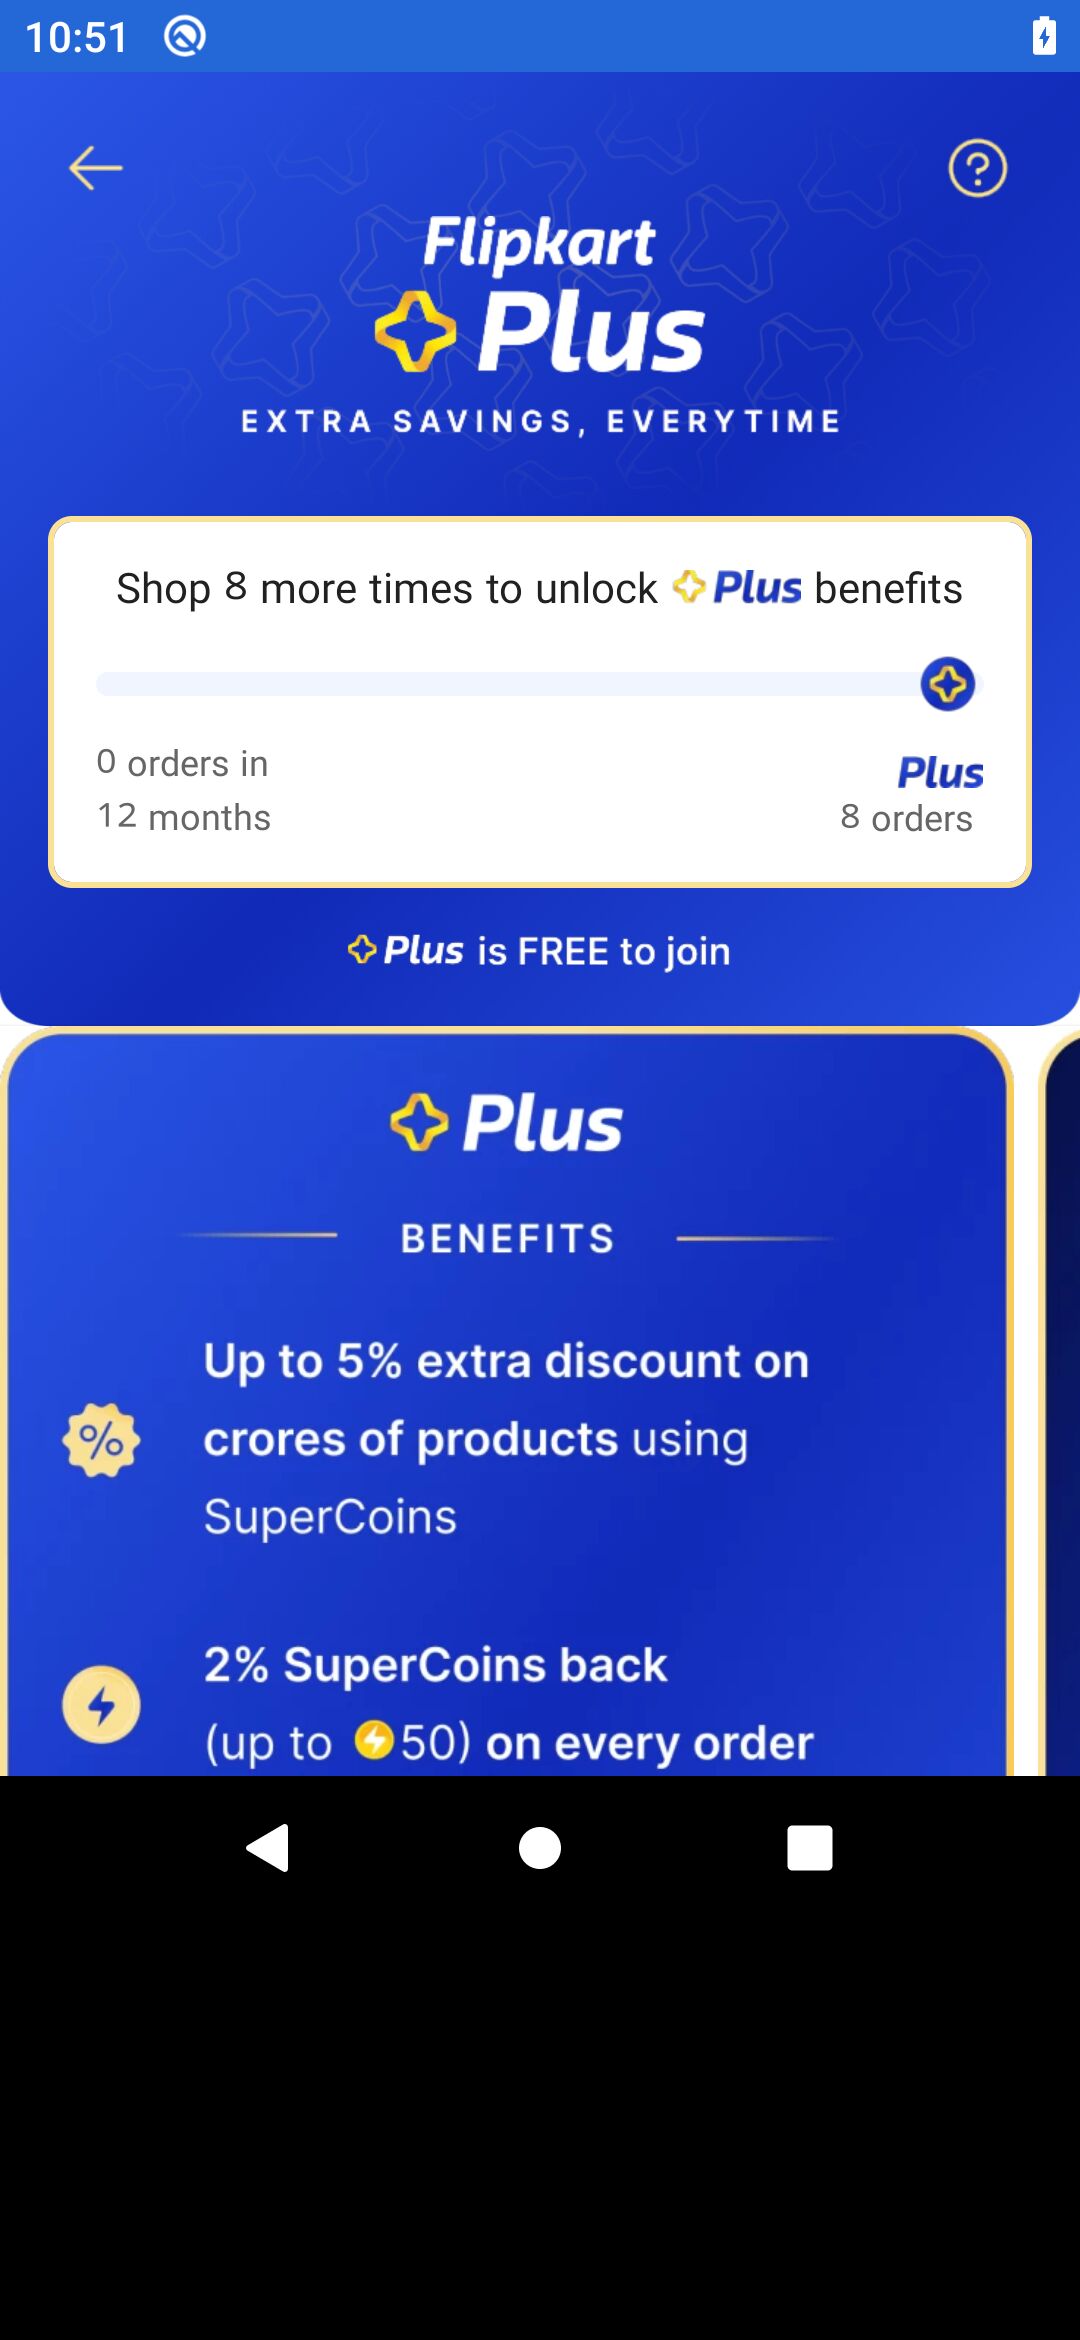 10:51
Flipkart
Plus
EXTRA SAVINGS, EVERYTIME
Shop 8 more times to unlock Plus benefits
0 orders in
12 months
Plus
8 orders
Plus is FREE to join
Plus
BENEFITS
Up to 5% extra discount on
crores of products using
SuperCoins
2% SuperCoins back
(up to 50) on every order